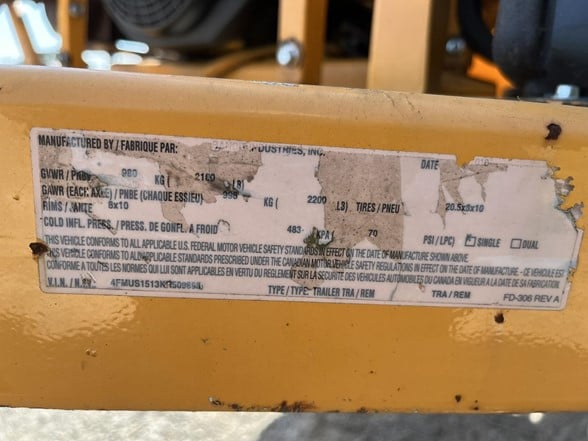 MANUFACTURED BY / FABRIQUE PAR: INDUSTRIES, INC.
DATE
GVWR / PNBV 980 KG ( 2160 LB)
GAWR (EACH AXLE) / PNBE (CHAQUE ESSIEU) 998 KG ( 2200 LB) TIRES / PNEU 20.5x8x10
RIMS / JANTE 8x10
COLD INFL. PRESS. / PRESS. DE GONFL. A FROID 483 KPA ( 70 PSI / LPC) SINGLE DUAL
THIS VEHICLE CONFORMS TO ALL APPLICABLE U.S. FEDERAL MOTOR VEHICLE SAFETY STANDARDS IN EFFECT ON THE DATE OF MANUFACTURE SHOWN ABOVE.
THIS VEHICLE CONFORMS TO ALL APPLICABLE STANDARDS PRESCRIBED UNDER THE CANADIAN MOTOR VEHICLE SAFETY REGULATIONS IN EFFECT ON THE DATE OF MANUFACTURE - CE VEHICULE EST
CONFORME A TOUTES LES NORMES QUI LUI SONT APPLICABLES EN VERTU DU REGLEMENT SUR LA SECURITE DES VEHICULES AUTOMOBILES DU CANADA EN VIGUEUR A LA DATE DE SA FABRICATION
V.I.N. / N.I.V. TYPE / TYPE: TRAILER TRA / REM TRA / REM FD-306 REV A